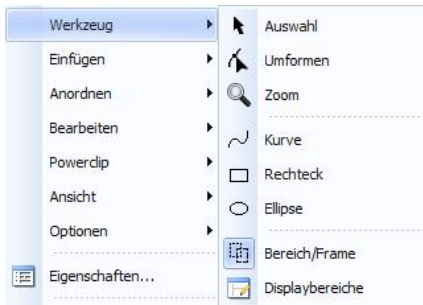 Werkzeug
Einfügen
Anordnen
Bearbeiten
Powerclip
Ansicht
Optionen
Eigenschaften...
Auswahl
Umformen
Zoom
Kurve
Rechteck
Ellipse
Bereich/Frame
Displaybereiche